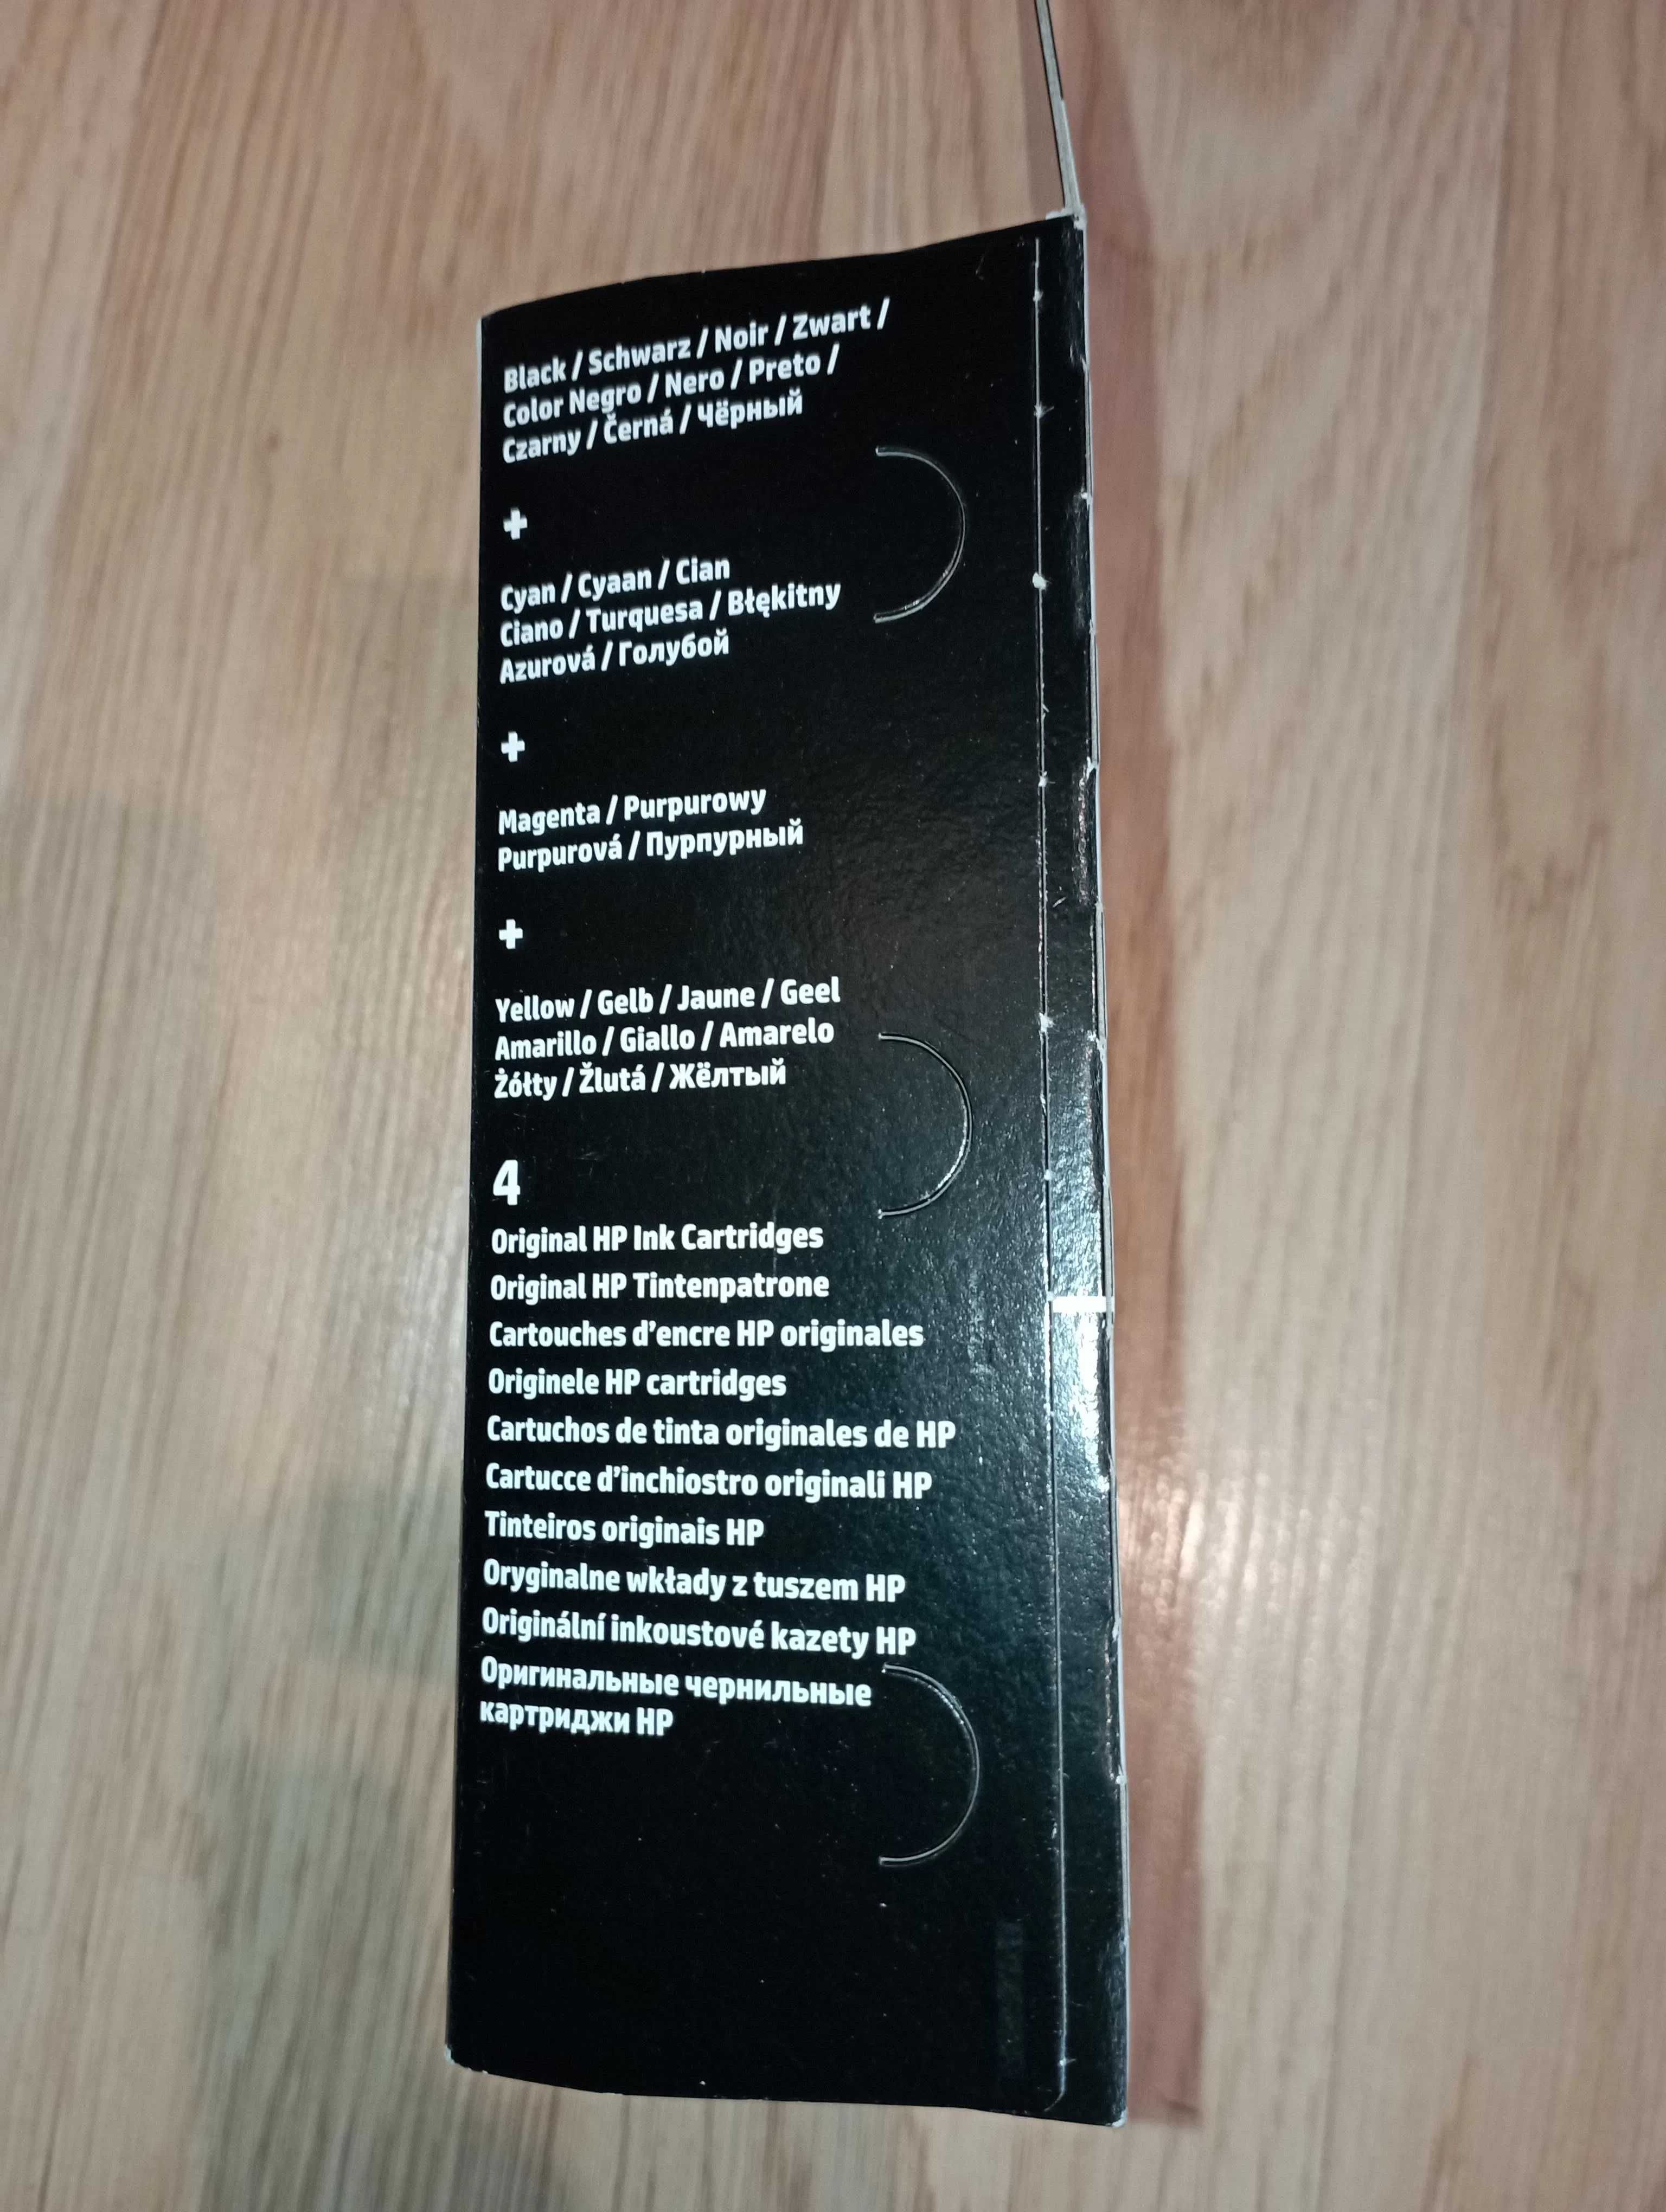 Black / Schwarz / Noir / Zwart /
Color Negro / Nero / Preto /
Czarny / Černá / Чёрный
+
Cyan / Cyaan / Cian
Ciano / Turquesa / Błękitny
Azurová / Голубой
+
Magenta / Purpurowy
Purpurová / Пурпурный
+
Yellow / Gelb / Jaune / Geel
Amarillo / Giallo / Amarelo
Żółty / Žlutá / Жёлтый
4
Original HP Ink Cartridges
Original HP Tintenpatrone
Cartouches d’encre HP originales
Originele HP cartridges
Cartuchos de tinta originales de HP
Cartucce d’inchiostro originali HP
Tinteiros originais HP
Oryginalne wkłady z tuszem HP
Originální inkoustové kazety HP
Оригинальные чернильные
картриджи HP